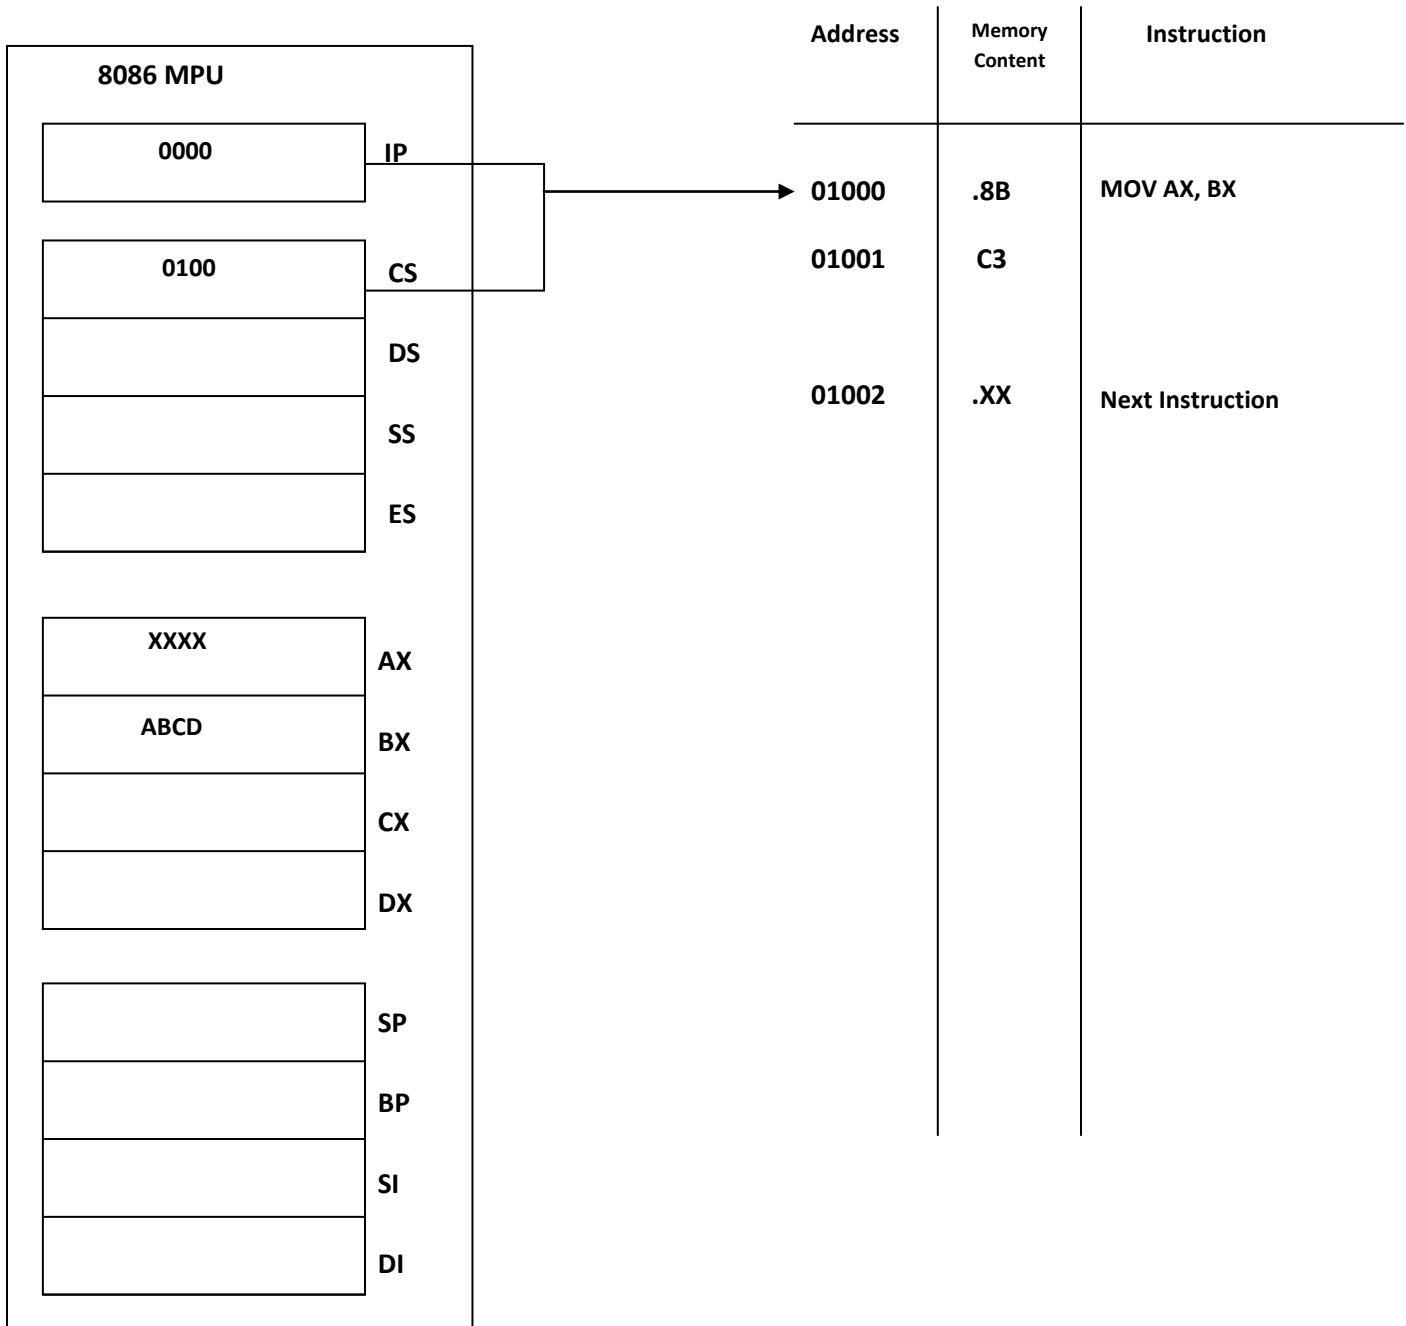 8086 MPU
0000
IP
0100
CS
DS
SS
ES
XXXX
AX
ABCD
BX
CX
DX
SP
BP
SI
DI
Address Memory Content Instruction
01000 .8B MOV AX, BX
01001 C3
01002 .XX Next Instruction